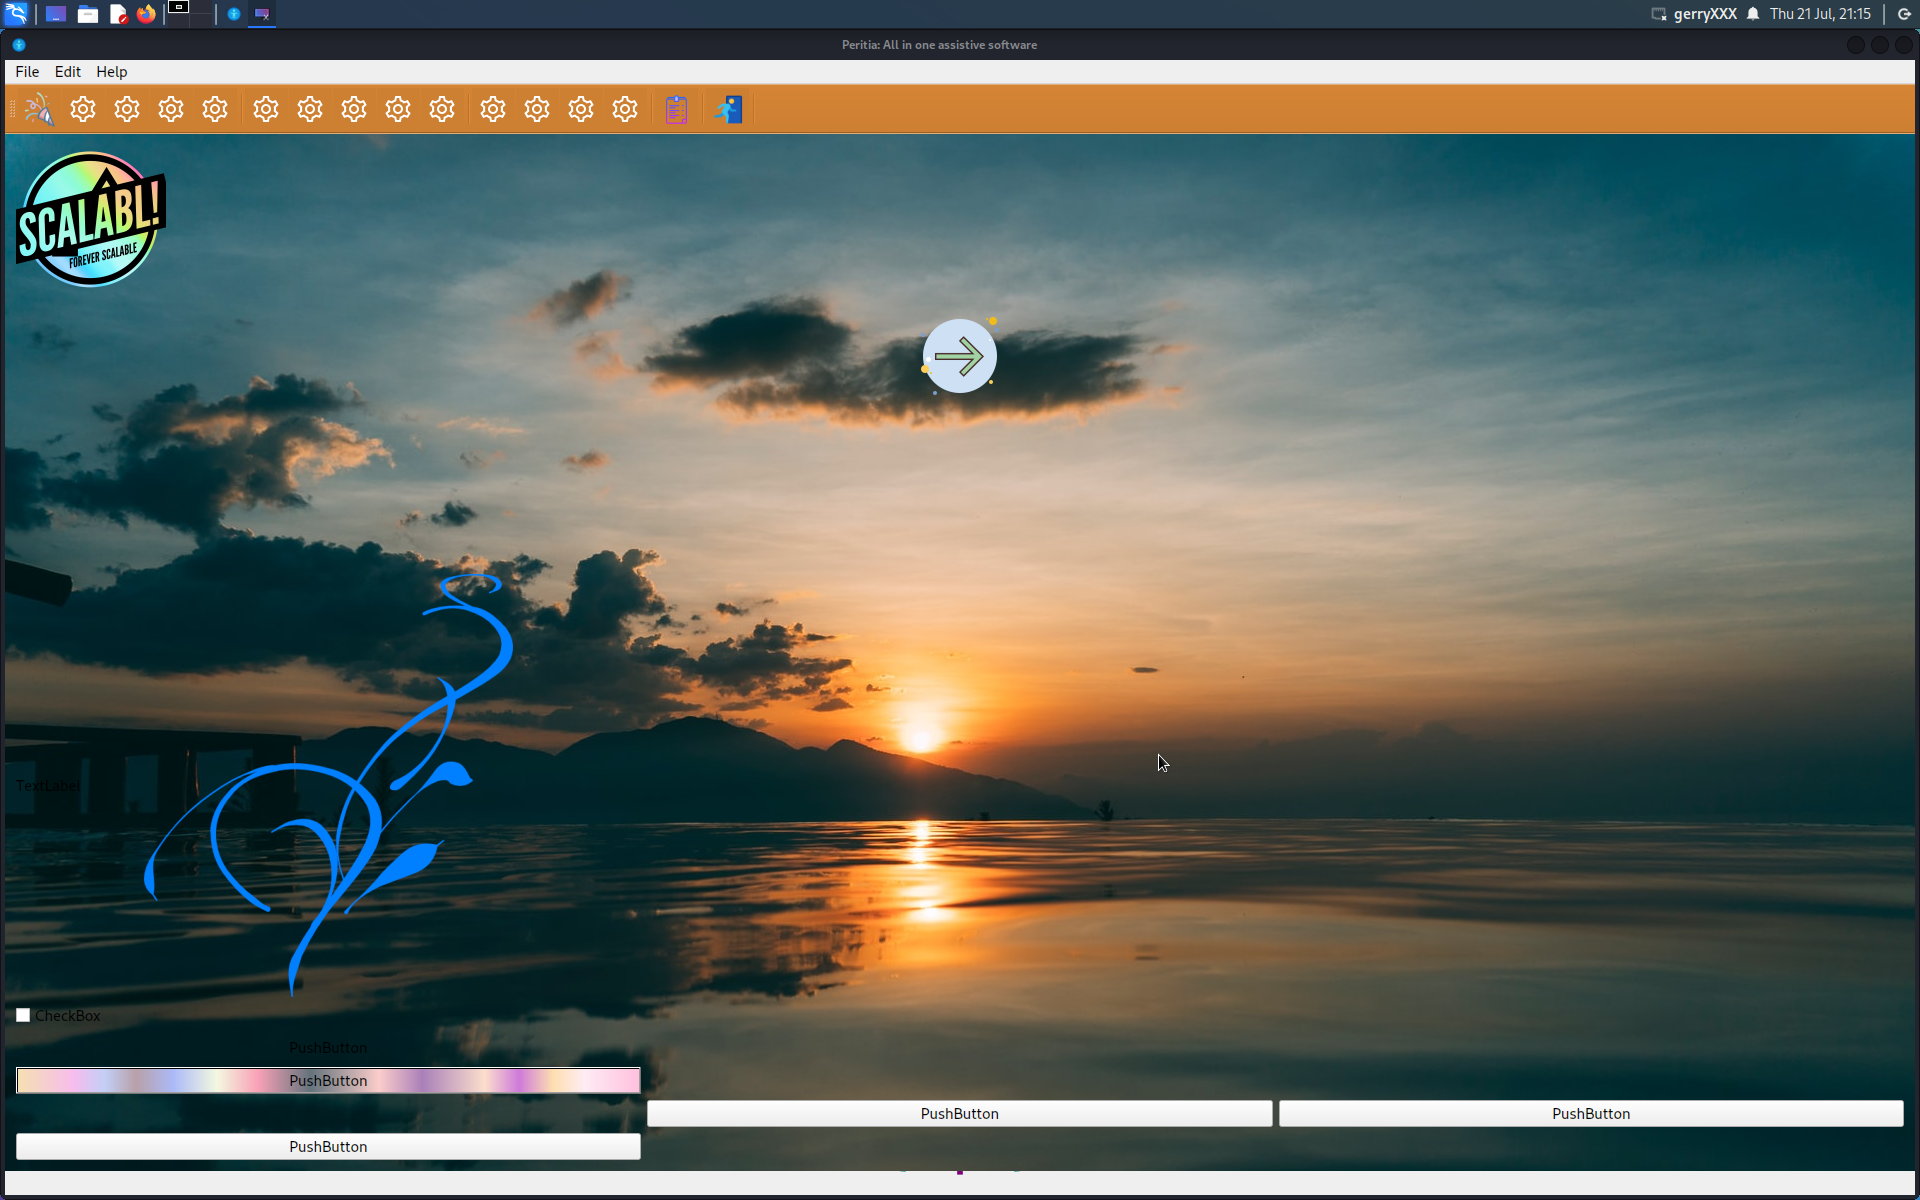 gerryXXX
Thu 21 Jul, 21:15
Peritia: All in one assistive software
File Edit Help
SCALABL!
FOREVER SCALABLE
TextLabel
CheckBox
PushButton
PushButton
PushButton PushButton
PushButton